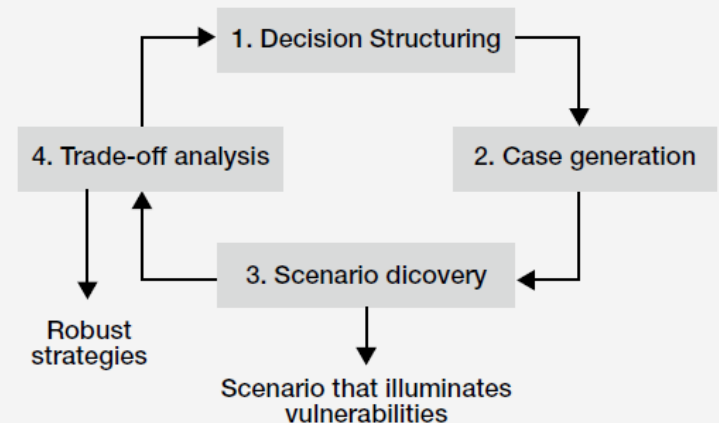 1. Decision Structuring
4. Trade-off analysis
2. Case generation
3. Scenario dicovery
Robust
strategies
Scenario that illuminates
vulnerabilities